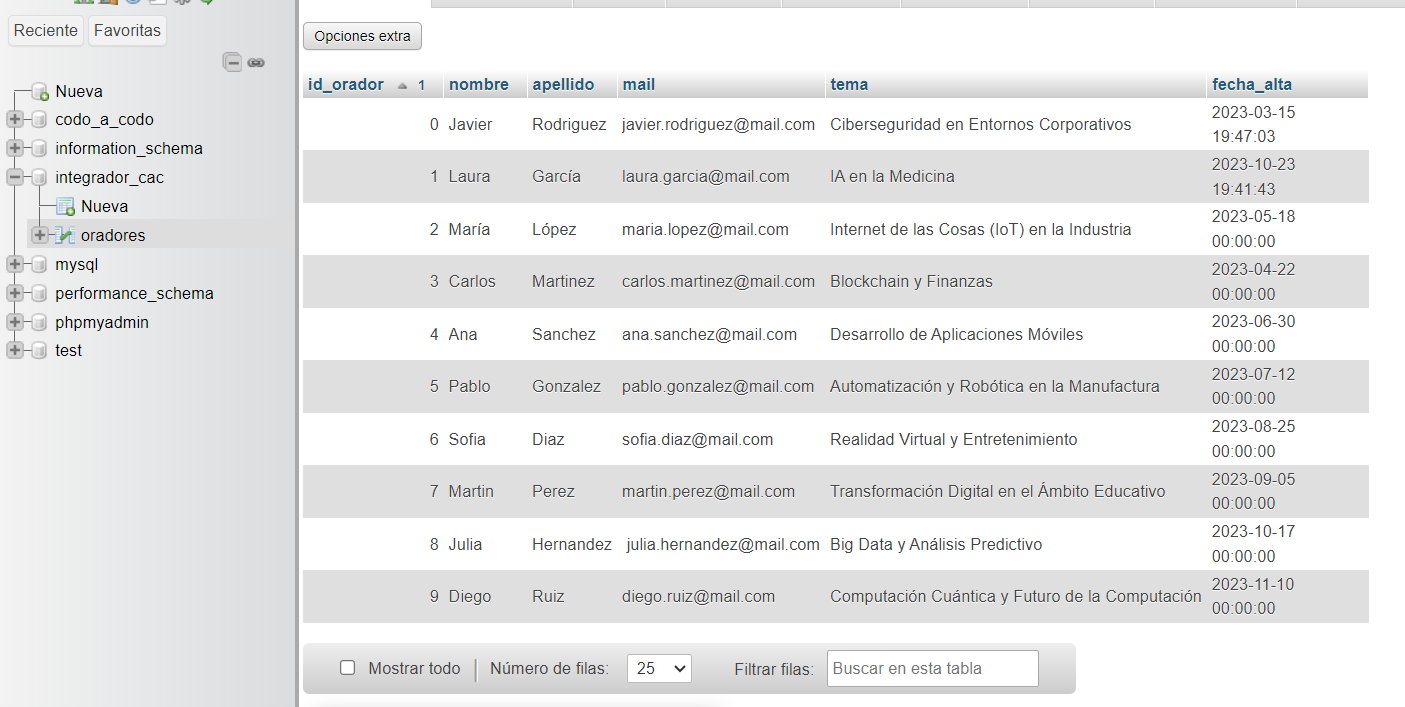 Reciente Favoritas
Nueva
codo_a_codo
information_schema
integrador_cac
Nueva
oradores
mysql
performance_schema
phpmyadmin
test
Opciones extra
id_orador 1 nombre apellido mail tema fecha_alta
0 Javier Rodriguez javier.rodriguez@mail.com Ciberseguridad en Entornos Corporativos 2023-03-15
19:47:03
1 Laura García laura.garcia@mail.com IA en la Medicina 2023-10-23
19:41:43
2 María López maria.lopez@mail.com Internet de las Cosas (IoT) en la Industria 2023-05-18
00:00:00
3 Carlos Martinez carlos.martinez@mail.com Blockchain y Finanzas 2023-04-22
00:00:00
4 Ana Sanchez ana.sanchez@mail.com Desarrollo de Aplicaciones Móviles 2023-06-30
00:00:00
5 Pablo Gonzalez pablo.gonzalez@mail.com Automatización y Robótica en la Manufactura 2023-07-12
00:00:00
6 Sofia Diaz sofia.diaz@mail.com Realidad Virtual y Entretenimiento 2023-08-25
00:00:00
7 Martin Perez martin.perez@mail.com Transformación Digital en el Ámbito Educativo 2023-09-05
00:00:00
8 Julia Hernandez julia.hernandez@mail.com Big Data y Análisis Predictivo 2023-10-17
00:00:00
9 Diego Ruiz diego.ruiz@mail.com Computación Cuántica y Futuro de la Computación 2023-11-10
00:00:00
Mostrar todo Número de filas: 25 Filtrar filas: Buscar en esta tabla